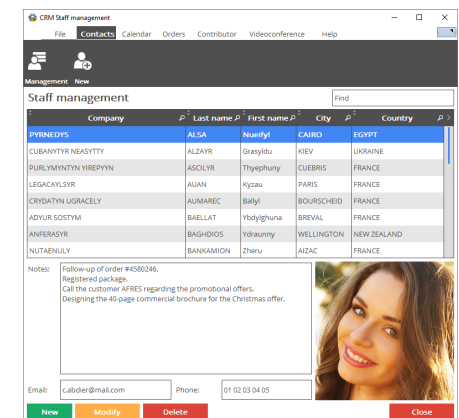 CRM Staff management
File Contacts Calendar Orders Contributor Videoconference Help
Management New
Staff management Find
Company Last name First name City Country
PYRNEDYS ALSA Nueifyl CAIRO EGYPT
CUBANYTYR NEASYTTY ALZAYR Grasyldu KIEV UKRAINE
PURLYMYNTYN YIREPYYN ASCILYR Thyephuny CUEBRIS FRANCE
LEGACAYLSYR AUAN Kyzau PARIS FRANCE
CRYDATYN UGRACELY AUMAREC Ballyl BOURSCHEID FRANCE
ADYUR SOSTYM BAELLAT Ybdylghuna BREVAL FRANCE
ANFERASYR BAGHDIOS Ydraunny WELLINGTON NEW ZEALAND
NUTAENULY BANKAMION Zheru AIZAC FRANCE
Notes: Follow-up of order #4580246.
Registered package.
Call the customer AFRES regarding the promotional offers.
Designing the 40-page commercial brochure for the Christmas offer.
Email: c.abdier@mail.com Phone: 01 02 03 04 05
New Modify Delete Close